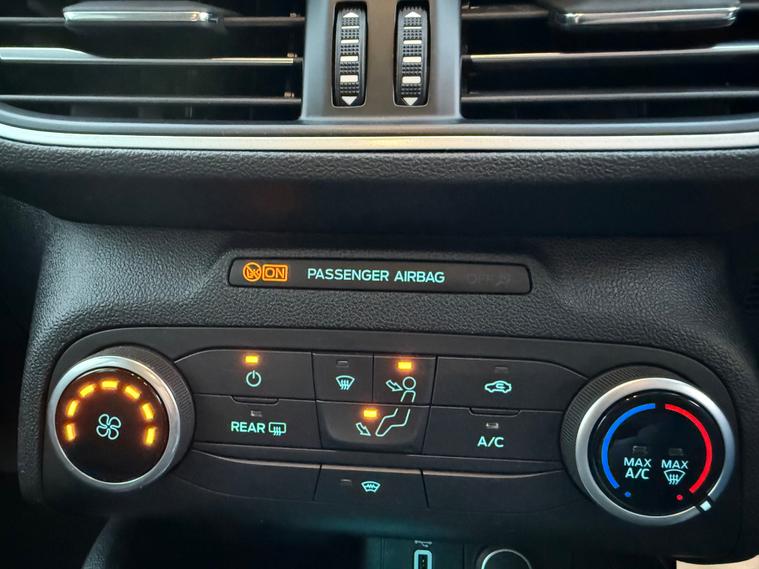 ON PASSENGER AIRBAG OFF
REAR
A/C
MAX A/C
MAX